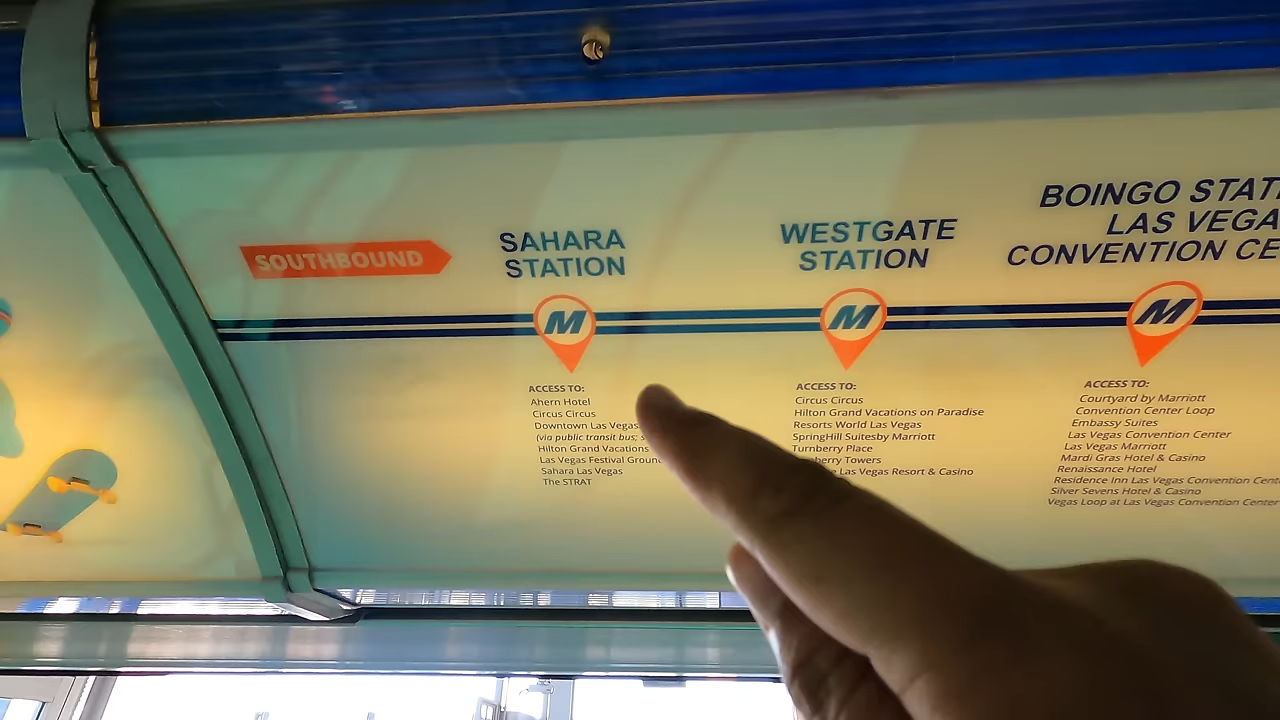 SOUTHBOUND
SAHARA
STATION
M
ACCESS TO:
Ahern Hotel
Circus Circus
Downtown Las Vegas
(via public transit bus;
Hilton Grand Vacations
Las Vegas Festival Ground
Sahara Las Vegas
The STRAT
WESTGATE
STATION
M
ACCESS TO:
Circus Circus
Hilton Grand Vacations on Paradise
Resorts World Las Vegas
SpringHill Suitesby Marriott
Turnberry Place
Towers
Las Vegas Resort & Casino
BOINGO STATI
LAS VEGA
CONVENTION CE
M
ACCESS TO:
Courtyard by Marriott
Convention Center Loop
Embassy Suites
Las Vegas Convention Center
Las Vegas Marriott
Mardi Gras Hotel & Casino
Renaissance Hotel
Residence Inn Las Vegas Convention Cent
Silver Sevens Hotel & Casino
Vegas Loop at Las Vegas Convention Center